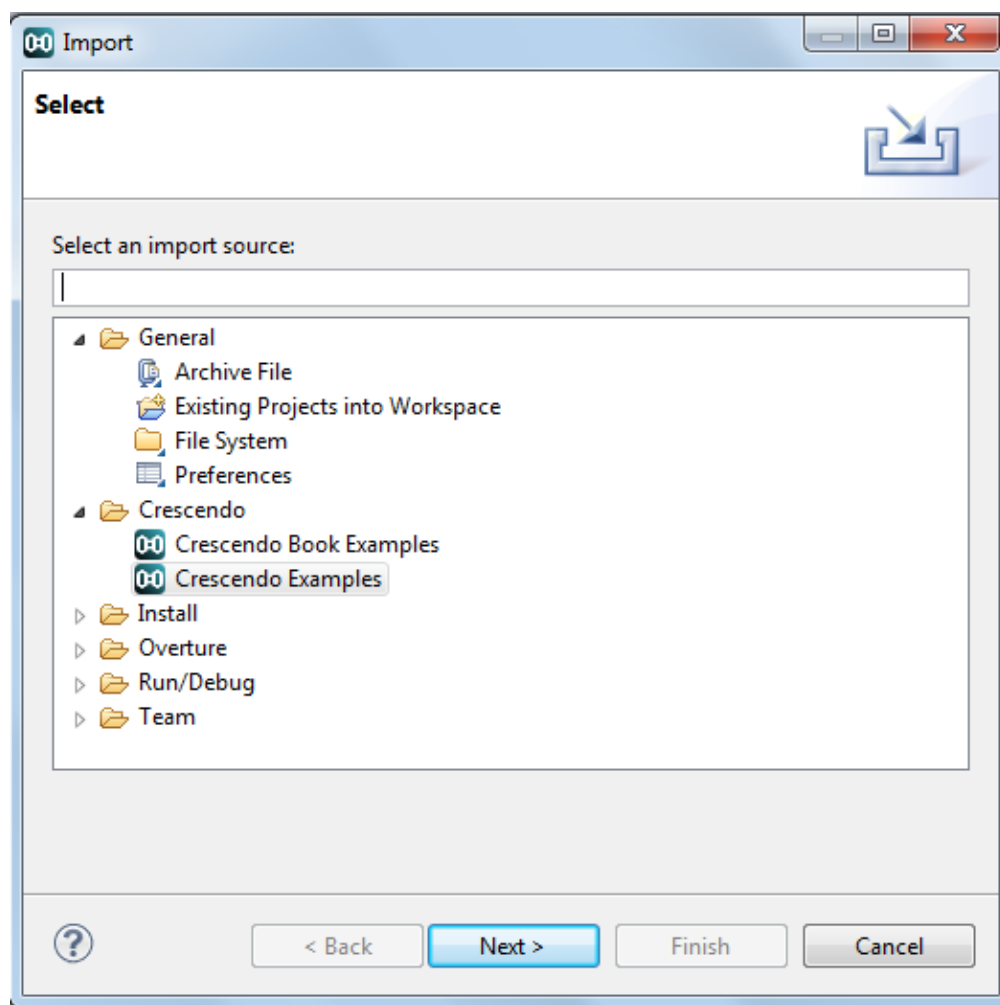 Import
Select
Select an import source:
General
Archive File
Existing Projects into Workspace
File System
Preferences
Crescendo
Crescendo Book Examples
Crescendo Examples
Install
Overture
Run/Debug
Team
? < Back Next > Finish Cancel